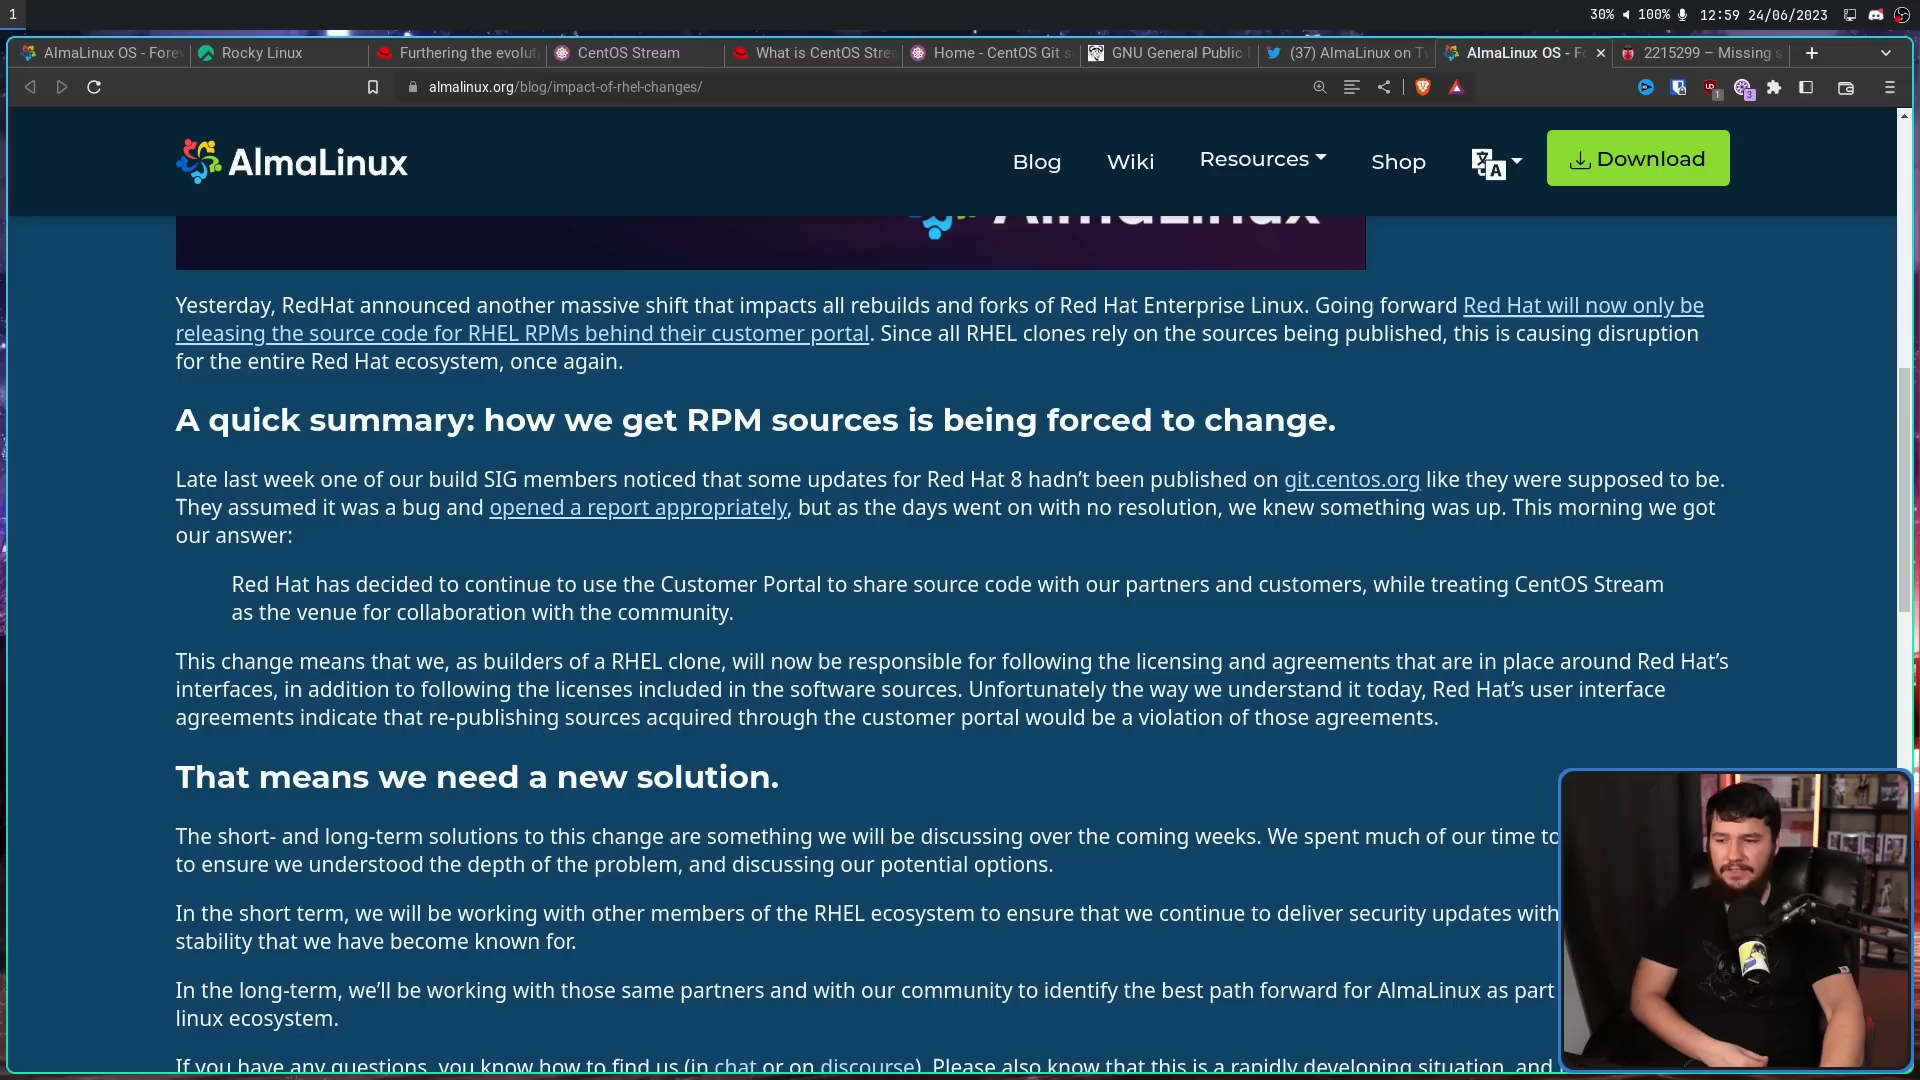 1
30% 100% 12:59 24/06/2023
AlmaLinux OS - Forev Rocky Linux Furthering the evolut CentOS Stream What is CentOS Strea Home - CentOS Git s GNU General Public L (37) AlmaLinux on Tw AlmaLinux OS - Fo 2215299 – Missing s
almalinux.org/blog/impact-of-rhel-changes/
1 3
AlmaLinux Blog Wiki Resources Shop Download
AlmaLinux
Yesterday, RedHat announced another massive shift that impacts all rebuilds and forks of Red Hat Enterprise Linux. Going forward Red Hat will now only be
releasing the source code for RHEL RPMs behind their customer portal. Since all RHEL clones rely on the sources being published, this is causing disruption
for the entire Red Hat ecosystem, once again.
A quick summary: how we get RPM sources is being forced to change.
Late last week one of our build SIG members noticed that some updates for Red Hat 8 hadn’t been published on git.centos.org like they were supposed to be.
They assumed it was a bug and opened a report appropriately, but as the days went on with no resolution, we knew something was up. This morning we got
our answer:
Red Hat has decided to continue to use the Customer Portal to share source code with our partners and customers, while treating CentOS Stream
as the venue for collaboration with the community.
This change means that we, as builders of a RHEL clone, will now be responsible for following the licensing and agreements that are in place around Red Hat’s
interfaces, in addition to following the licenses included in the software sources. Unfortunately the way we understand it today, Red Hat’s user interface
agreements indicate that re-publishing sources acquired through the customer portal would be a violation of those agreements.
That means we need a new solution.
The short- and long-term solutions to this change are something we will be discussing over the coming weeks. We spent much of our time to
to ensure we understood the depth of the problem, and discussing our potential options.
In the short term, we will be working with other members of the RHEL ecosystem to ensure that we continue to deliver security updates with
stability that we have become known for.
In the long-term, we’ll be working with those same partners and with our community to identify the best path forward for AlmaLinux as part
linux ecosystem.
If you have any questions, you know how to find us (in chat or on discourse). Please also know that this is a rapidly developing situation, and